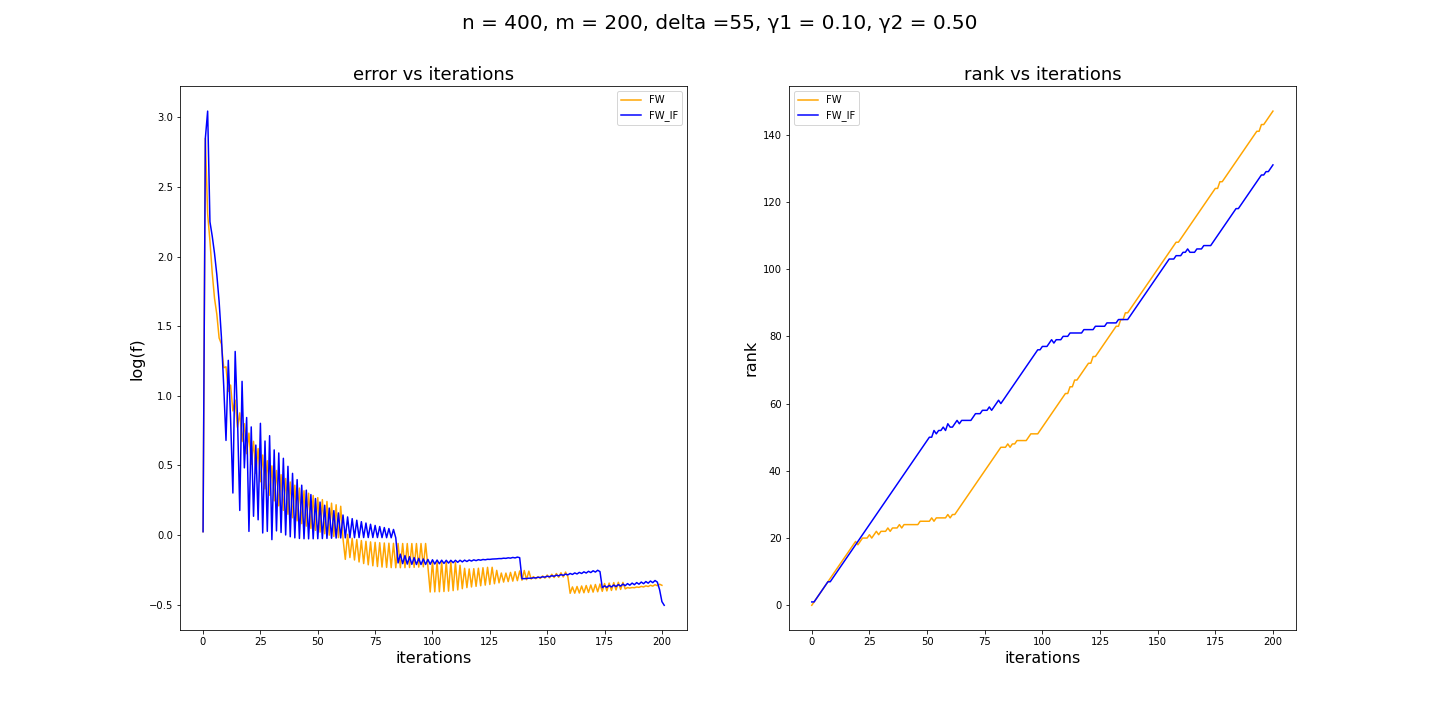 n = 400, m = 200, delta =55, γ1 = 0.10, γ2 = 0.50
error vs iterations
FW
FW_IF
log(f)
3.0
2.5
2.0
1.5
1.0
0.5
0.0
−0.5
0 25 50 75 100 125 150 175 200
iterations
rank vs iterations
FW
FW_IF
rank
140
120
100
80
60
40
20
0
0 25 50 75 100 125 150 175 200
iterations